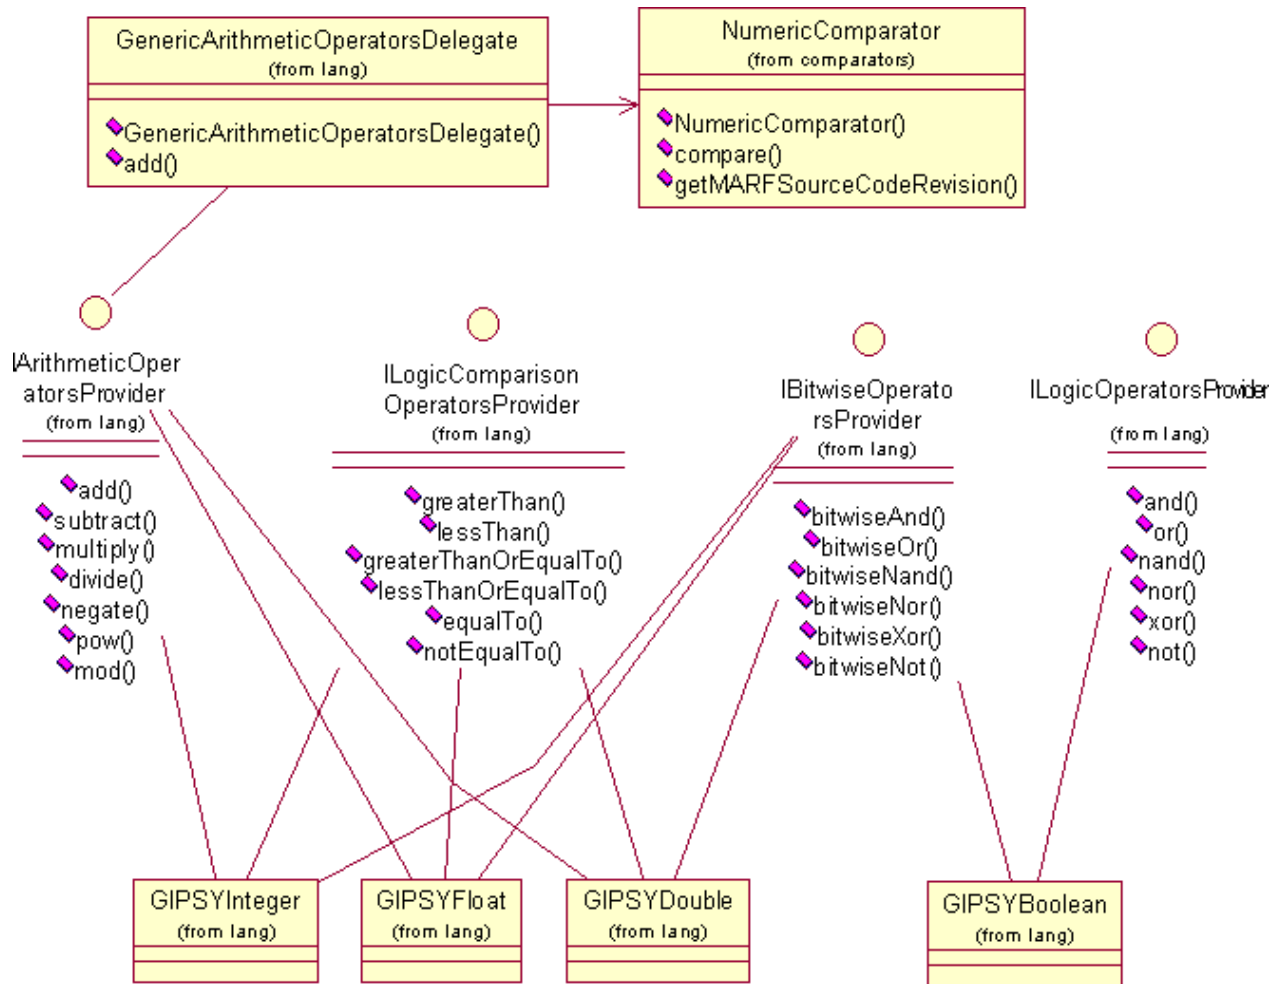 GenericArithmeticOperatorsDelegate
(from lang)
GenericArithmeticOperatorsDelegate()
add()
NumericComparator
(from comparators)
NumericComparator()
compare()
getMARFSourceCodeRevision()
IArithmeticOper
atorsProvider
(from lang)
add()
subtract()
multiply()
divide()
negate()
pow()
mod()
ILogicComparison
OperatorsProvider
(from lang)
greaterThan()
lessThan()
greaterThanOrEqualTo()
lessThanOrEqualTo()
equalTo()
notEqualTo()
IBitwiseOperato
rsProvider
(from lang)
bitwiseAnd()
bitwiseOr()
bitwiseNand()
bitwiseNor()
bitwiseXor()
bitwiseNot()
ILogicOperatorsProvider
(from lang)
and()
or()
nand()
nor()
xor()
not()
GIPSYInteger
(from lang)
GIPSYFloat
(from lang)
GIPSYDouble
(from lang)
GIPSYBoolean
(from lang)